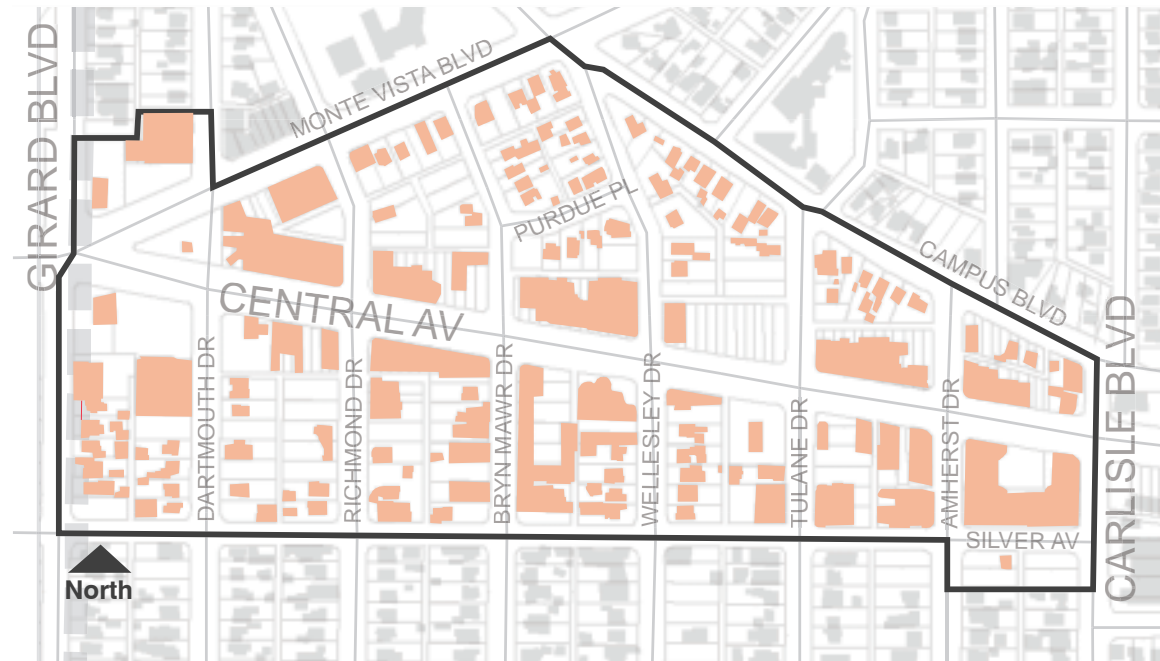 GIRARD BLVD
MONTE VISTA BLVD
PURDUE PL
CAMPUS BLVD
CENTRAL AV
CARLISLE BLVD
DARTMOUTH DR
RICHMOND DR
BRYN MAWR DR
WELLESLEY DR
TULANE DR
AMHERST DR
SILVER AV
North